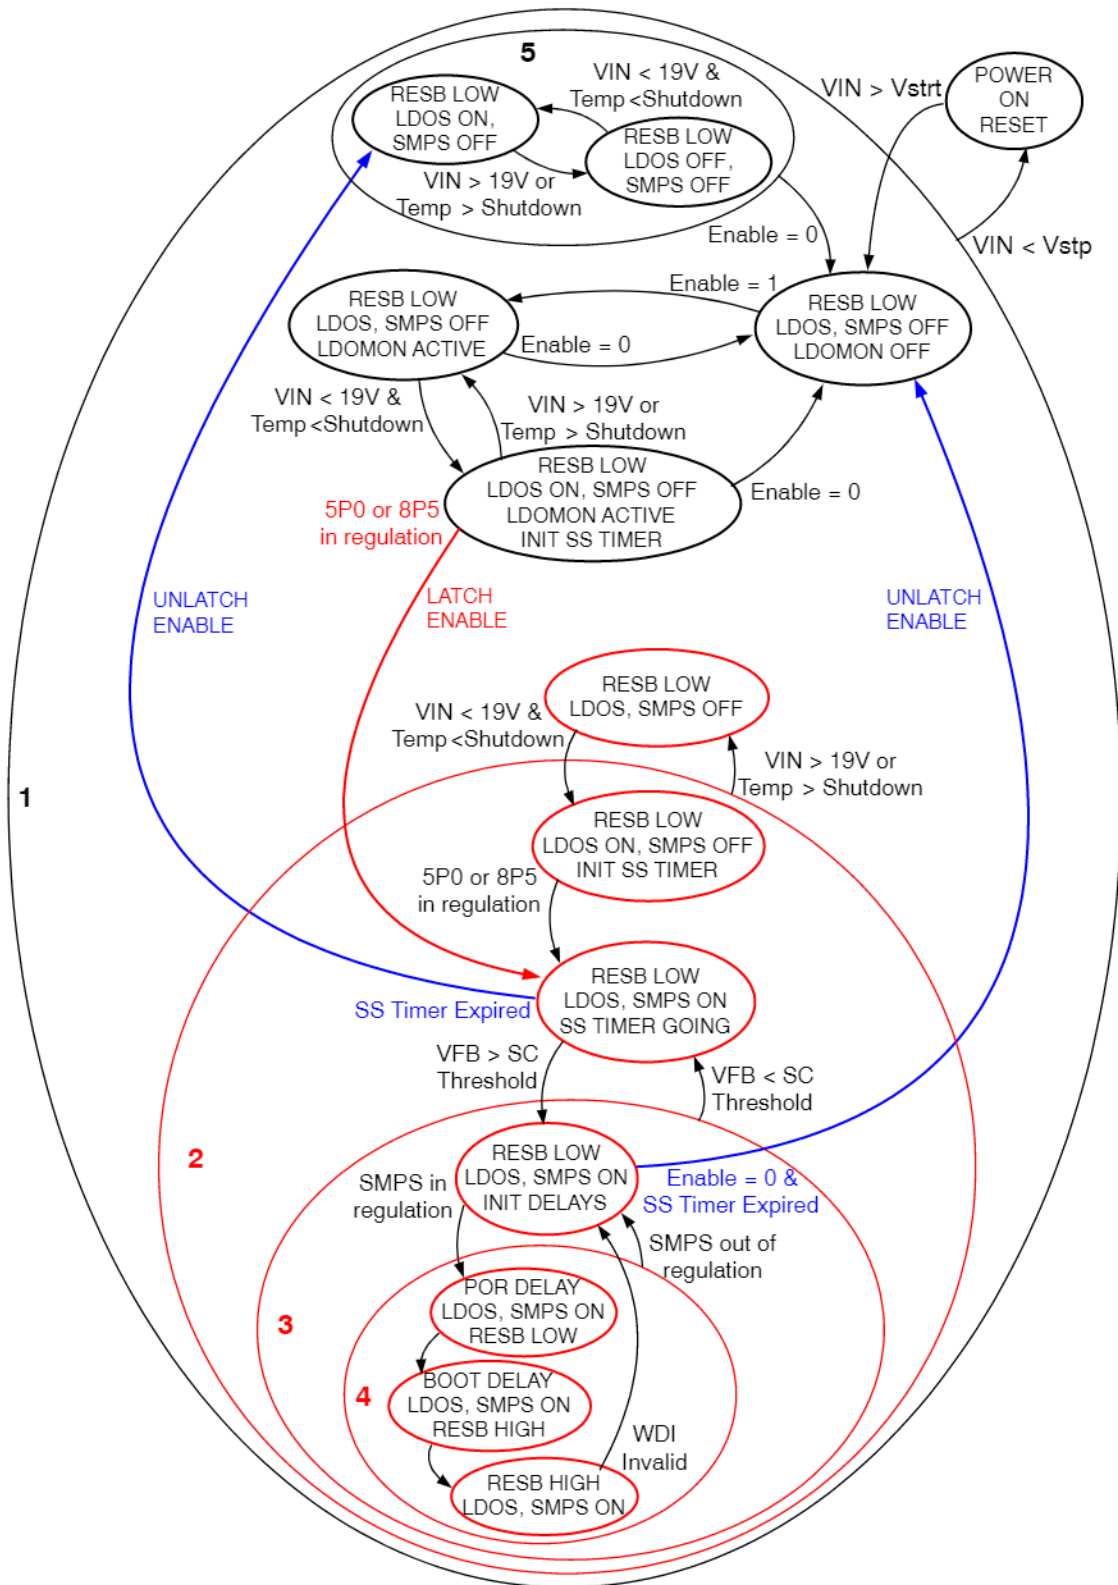 5
VIN < 19V &
Temp <Shutdown
RESB LOW
LDOS ON,
SMPS OFF
RESB LOW
LDOS OFF,
SMPS OFF
VIN > 19V or
Temp > Shutdown
VIN > Vstrt
POWER
ON
RESET
VIN < Vstp
Enable = 0
Enable = 1
RESB LOW
LDOS, SMPS OFF
LDOMON ACTIVE
Enable = 0
RESB LOW
LDOS, SMPS OFF
LDOMON OFF
VIN < 19V &
Temp <Shutdown
VIN > 19V or
Temp > Shutdown
RESB LOW
LDOS ON, SMPS OFF
LDOMON ACTIVE
INIT SS TIMER
Enable = 0
5P0 or 8P5
in regulation
UNLATCH
ENABLE
LATCH
ENABLE
UNLATCH
ENABLE
RESB LOW
LDOS, SMPS OFF
VIN < 19V &
Temp <Shutdown
VIN > 19V or
Temp > Shutdown
1
RESB LOW
LDOS ON, SMPS OFF
INIT SS TIMER
5P0 or 8P5
in regulation
RESB LOW
LDOS, SMPS ON
SS TIMER GOING
SS Timer Expired
VFB > SC
Threshold
VFB < SC
Threshold
2
RESB LOW
LDOS, SMPS ON
INIT DELAYS
SMPS in
regulation
Enable = 0 &
SS Timer Expired
SMPS out of
regulation
3
POR DELAY
LDOS, SMPS ON
RESB LOW
4
BOOT DELAY
LDOS, SMPS ON
RESB HIGH
WDI
Invalid
RESB HIGH
LDOS, SMPS ON